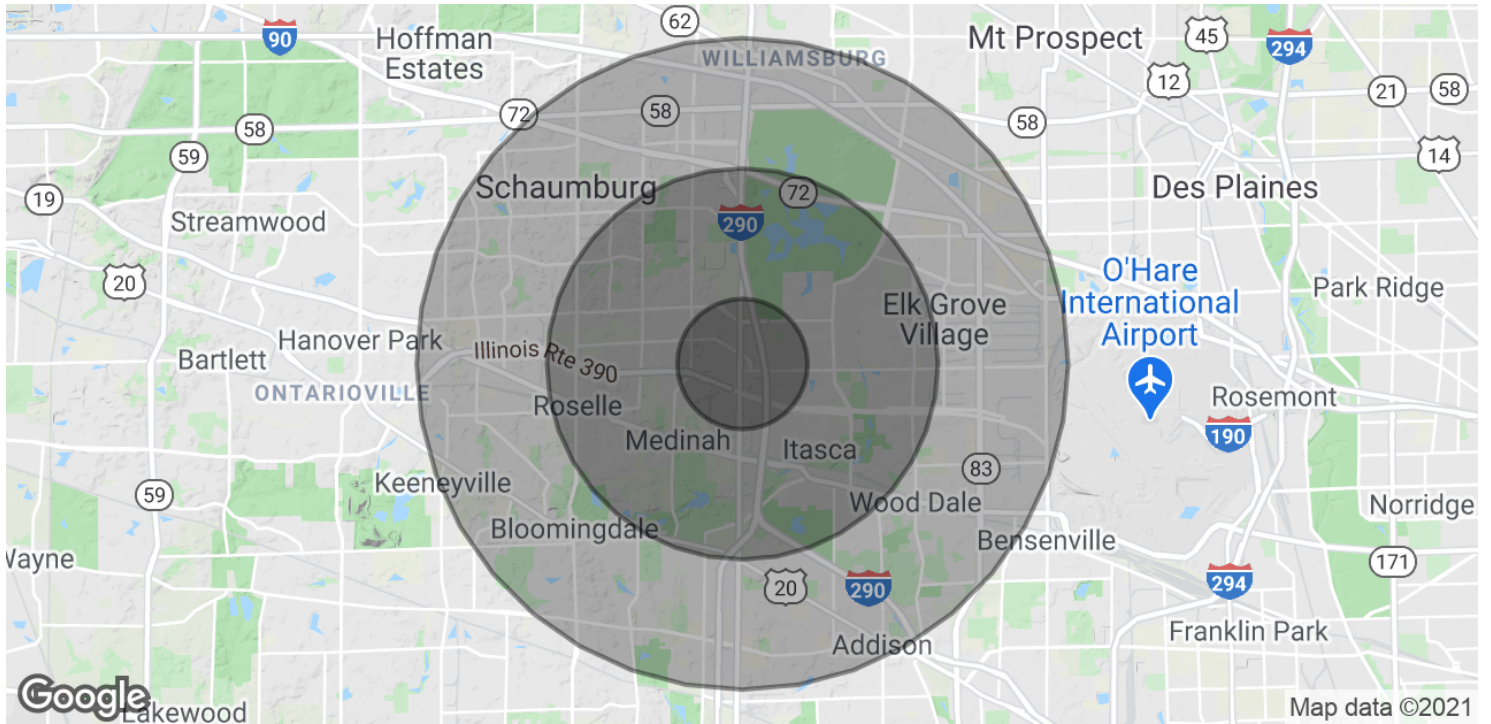 62
45
90
Hoffman
Estates
Mt Prospect
294
WILLIAMSBURG
12
21
58
72
58
58
58
14
59
Schaumburg
72
Des Plaines
19
Streamwood
290
20
O'Hare
International
Airport
Park Ridge
Elk Grove
Village
Hanover Park
Bartlett
Illinois Rte 390
ONTARIOVILLE
Roselle
Rosemont
190
Medinah
Itasca
83
Keeneyville
59
Wood Dale
Norridge
Bloomingdale
Bensenville
Wayne
171
20
290
294
Addison
Franklin Park
Google
Lakewood
Map data ©2021